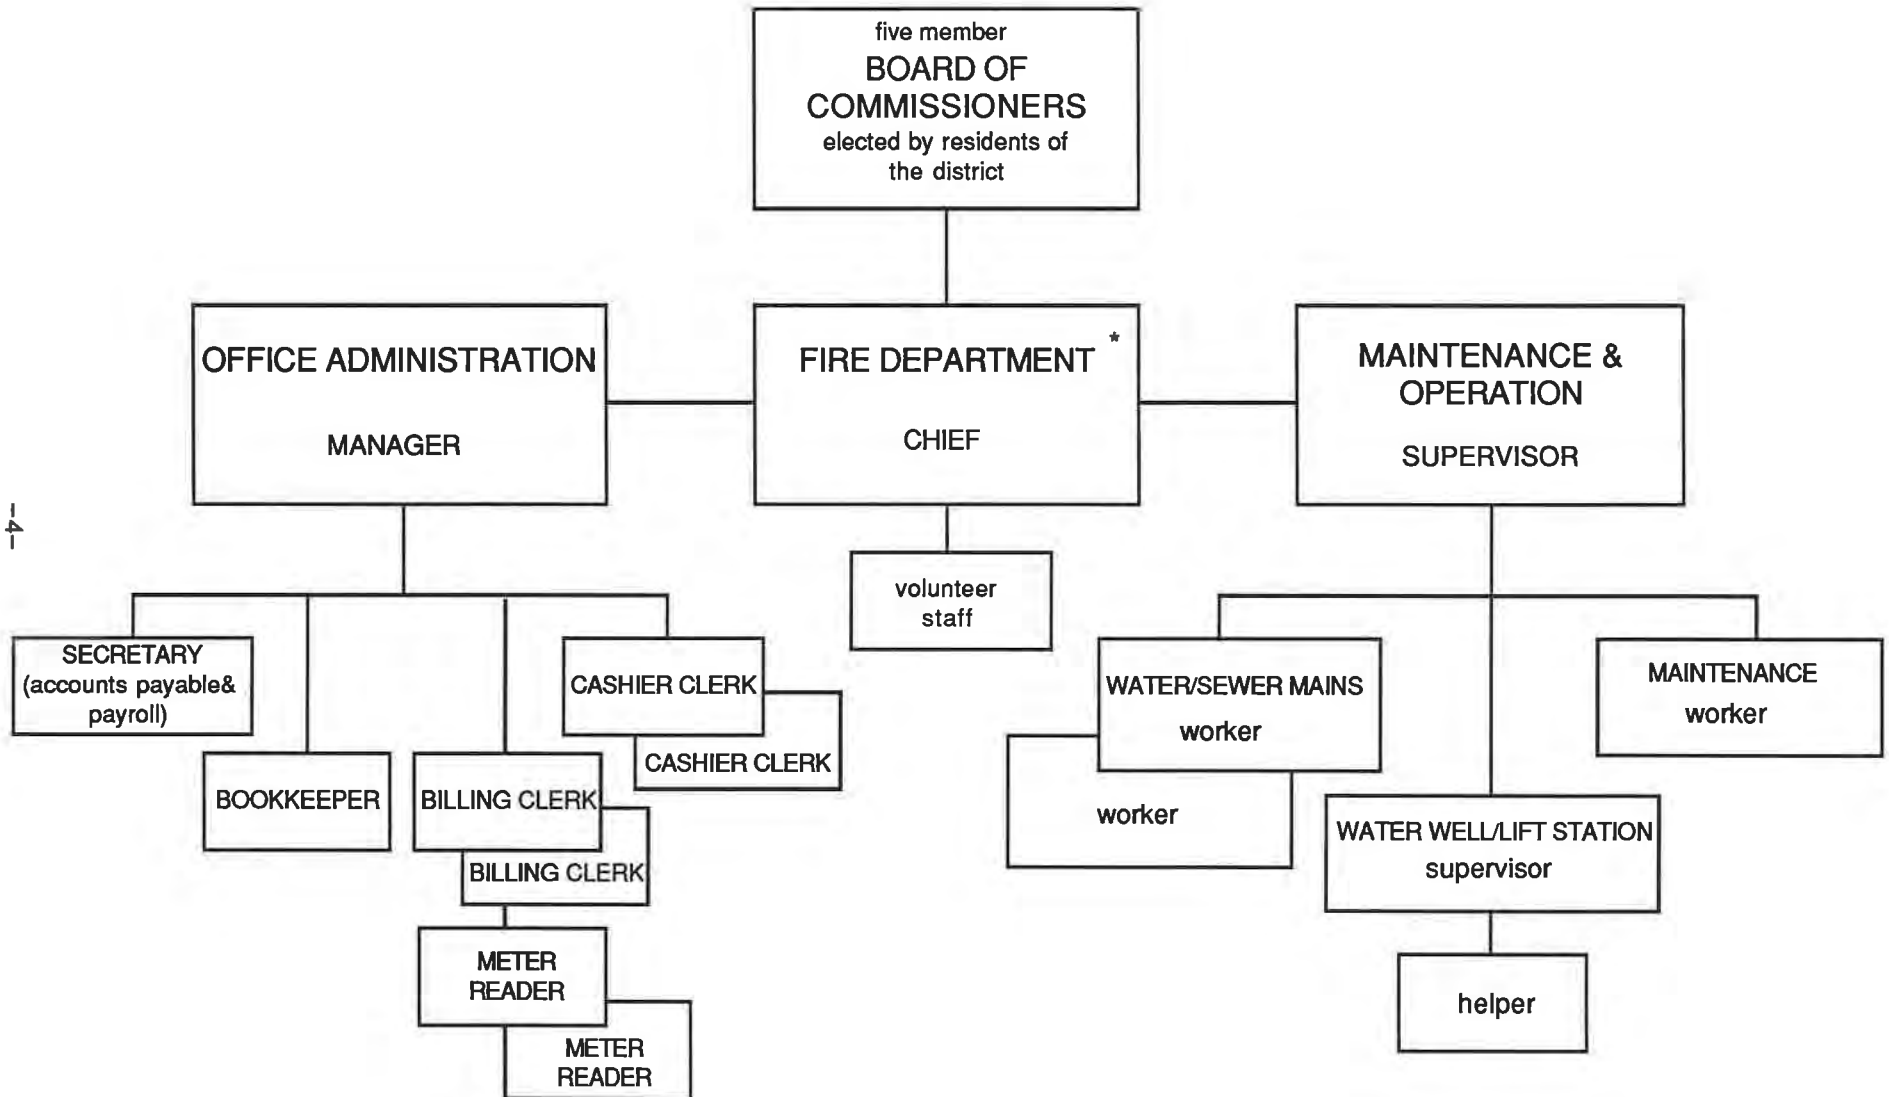 five member
BOARD OF
COMMISSIONERS
elected by residents of
the district
OFFICE ADMINISTRATION
MANAGER
FIRE DEPARTMENT *
CHIEF
MAINTENANCE &
OPERATION
SUPERVISOR
-4-
volunteer
staff
SECRETARY
(accounts payable&
payroll)
BOOKKEEPER
BILLING CLERK
BILLING CLERK
METER
READER
METER
READER
CASHIER CLERK
CASHIER CLERK
WATER/SEWER MAINS
worker
worker
WATER WELL/LIFT STATION
supervisor
helper
MAINTENANCE
worker